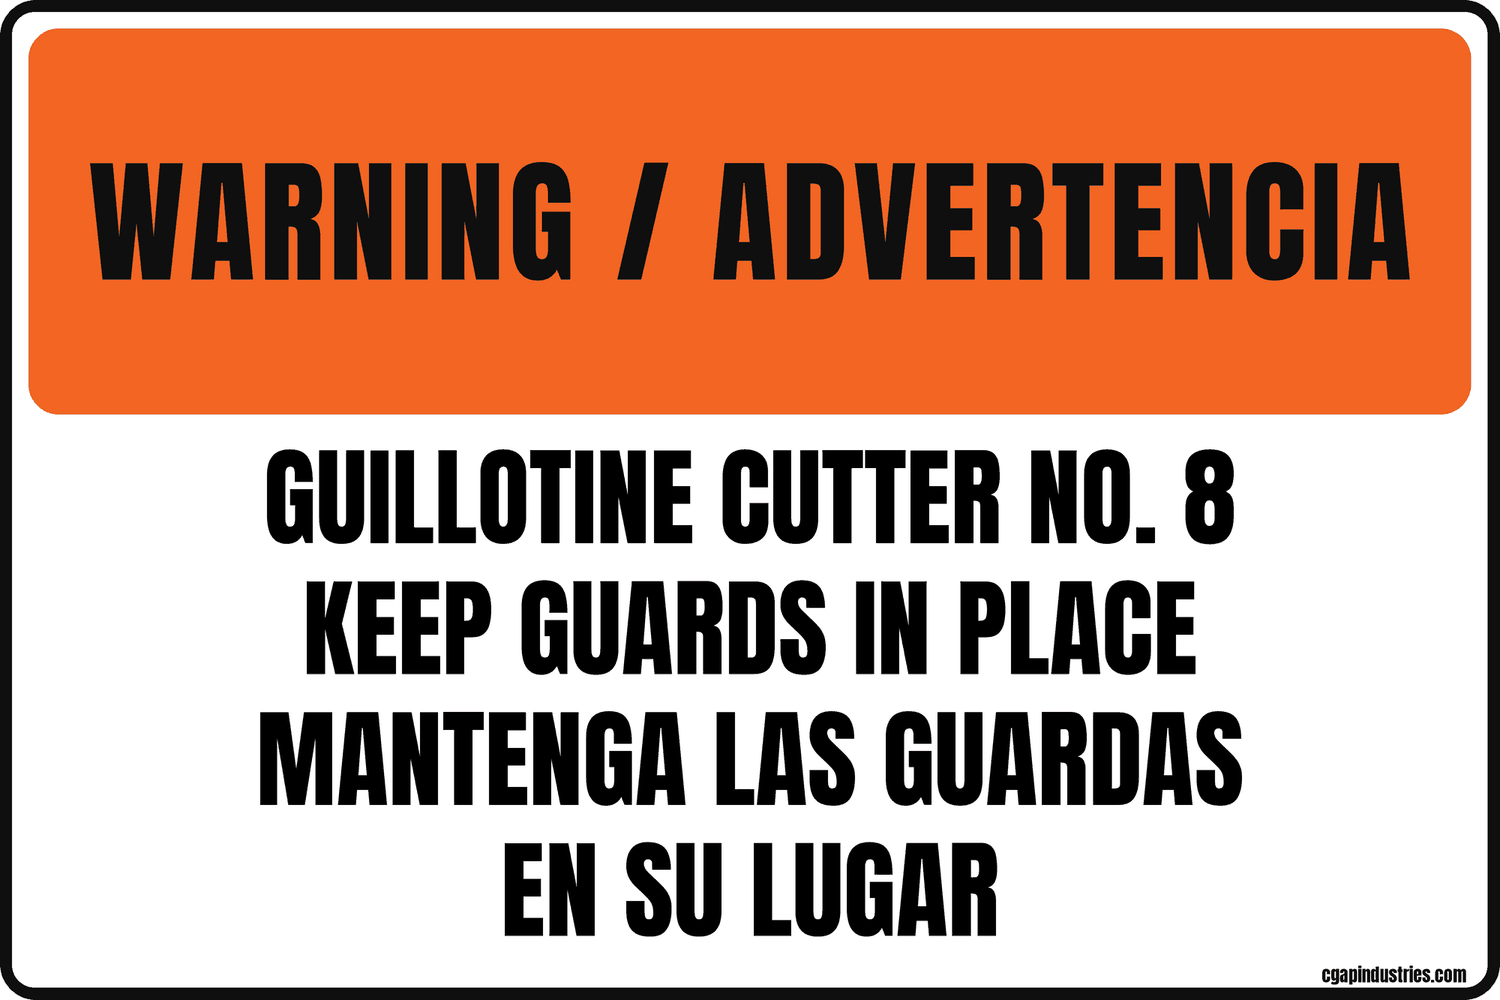 WARNING / ADVERTENCIA
GUILLOTINE CUTTER NO. 8
KEEP GUARDS IN PLACE
MANTENGA LAS GUARDAS
EN SU LUGAR
cgapindustries.com